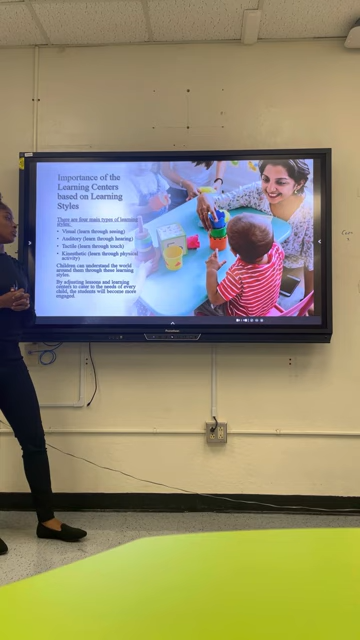 Importance of the
Learning Centers
based on Learning
Styles
There are four main types of learning
styles.
• Visual (learn through seeing)
• Auditory (learn through hearing)
• Tactile (learn through touch)
• Kinesthetic (learn through physical
activity)
Children can understand the world
around them through these learning
styles.
By adjusting lessons and learning
centers to cater to the needs of every
child, the students will become more
engaged.